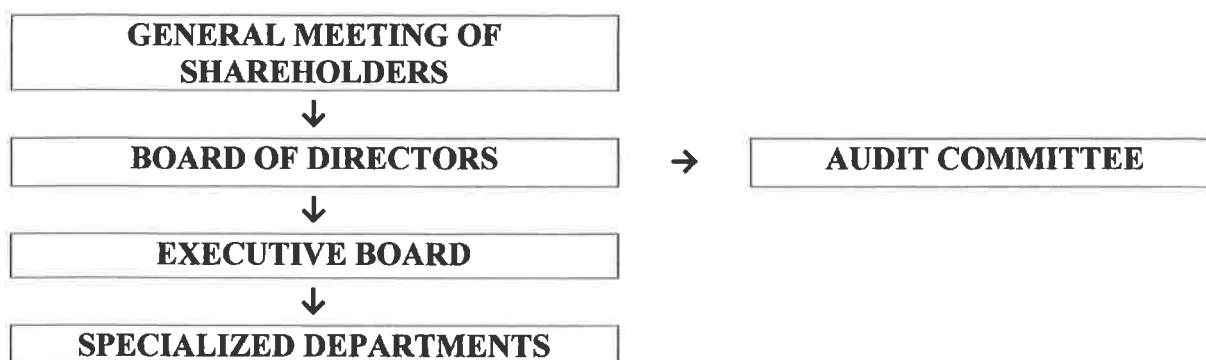 GENERAL MEETING OF
SHAREHOLDERS
↓
BOARD OF DIRECTORS → AUDIT COMMITTEE
↓
EXECUTIVE BOARD
↓
SPECIALIZED DEPARTMENTS